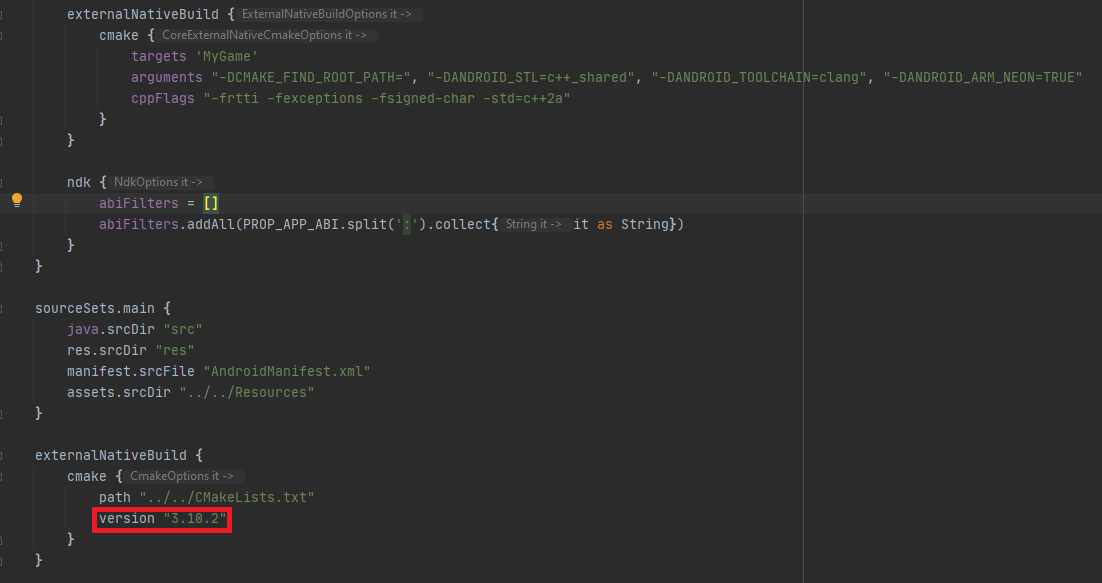 externalNativeBuild { ExternalNativeBuildOptions it ->
cmake { CoreExternalNativeCmakeOptions it ->
targets 'MyGame'
arguments "-DCMAKE_FIND_ROOT_PATH=", "-DANDROID_STL=c++_shared", "-DANDROID_TOOLCHAIN=clang", "-DANDROID_ARM_NEON=TRUE"
cppFlags "-frtti -fexceptions -fsigned-char -std=c++2a"
}
}
ndk { NdkOptions it ->
abiFilters = []
abiFilters.addAll(PROP_APP_ABI.split(':').collect{ String it -> it as String})
}
}
sourceSets.main {
java.srcDir "src"
res.srcDir "res"
manifest.srcFile "AndroidManifest.xml"
assets.srcDir "../../Resources"
}
externalNativeBuild {
cmake { CmakeOptions it ->
path "../../CMakeLists.txt"
version "3.10.2"
}
}